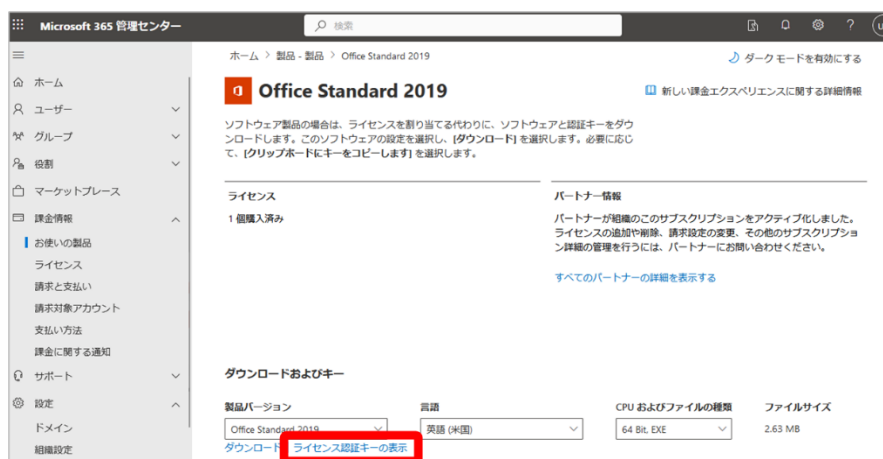 Microsoft 365 管理センター
検索
ホーム
ユーザー
グループ
役割
マーケットプレース
課金情報
お使いの製品
ライセンス
請求と支払い
請求対象アカウント
支払い方法
課金に関する通知
サポート
設定
ドメイン
組織設定
ホーム > 製品 - 製品 > Office Standard 2019
ダーク モードを有効にする
Office Standard 2019
新しい課金エクスペリエンスに関する詳細情報
ソフトウェア製品の場合は、ライセンスを割り当てる代わりに、ソフトウェアと認証キーをダウ
ンロードします。このソフトウェアの設定を選択し、[ダウンロード] を選択します。必要に応じ
て、[クリップボードにキーをコピーします] を選択します。
ライセンス
1 個購入済み
パートナー情報
パートナーが組織のこのサブスクリプションをアクティブ化しました。
ライセンスの追加や削除、請求設定の変更、その他のサブスクリプショ
ン詳細の管理を行うには、パートナーにお問い合わせください。
すべてのパートナーの詳細を表示する
ダウンロードおよびキー
製品バージョン
Office Standard 2019
言語
英語 (米国)
CPU およびファイルの種類
64 Bit, EXE
ファイルサイズ
2.63 MB
ダウンロード
ライセンス認証キーの表示